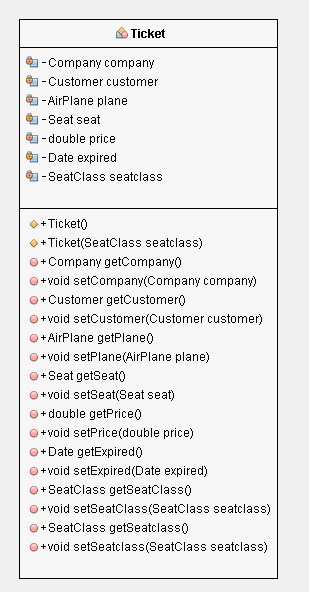 Ticket
- Company company
- Customer customer
- AirPlane plane
- Seat seat
- double price
- Date expired
- SeatClass seatclass
+ Ticket()
+ Ticket(SeatClass seatclass)
+ Company getCompany()
+void setCompany(Company company)
+ Customer getCustomer()
+void setCustomer(Customer customer)
+ AirPlane getPlane()
+void setPlane(AirPlane plane)
+ Seat getSeat()
+void setSeat(Seat seat)
+ double getPrice()
+void setPrice(double price)
+ Date getExpired()
+void setExpired(Date expired)
+ SeatClass getSeatClass()
+void setSeatClass(SeatClass seatclass)
+ SeatClass getSeatclass()
+void setSeatclass(SeatClass seatclass)